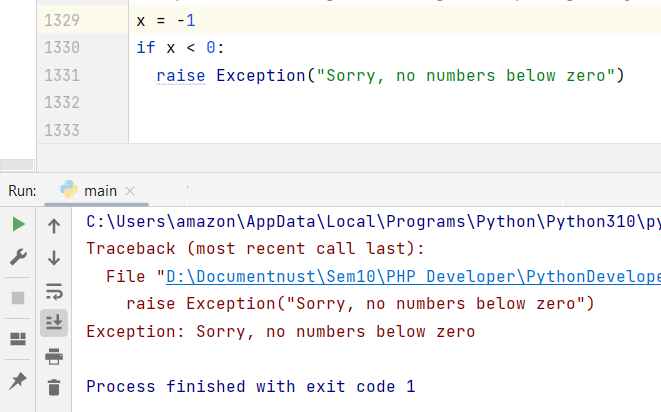 1329 x = -1
1330 if x < 0:
1331 raise Exception("Sorry, no numbers below zero")
1332
1333
Run: main
C:\Users\amazon\AppData\Local\Programs\Python\Python310\py
Traceback (most recent call last):
File "D:\Documentnust\Sem10\PHP Developer\PythonDevelope
raise Exception("Sorry, no numbers below zero")
Exception: Sorry, no numbers below zero
Process finished with exit code 1